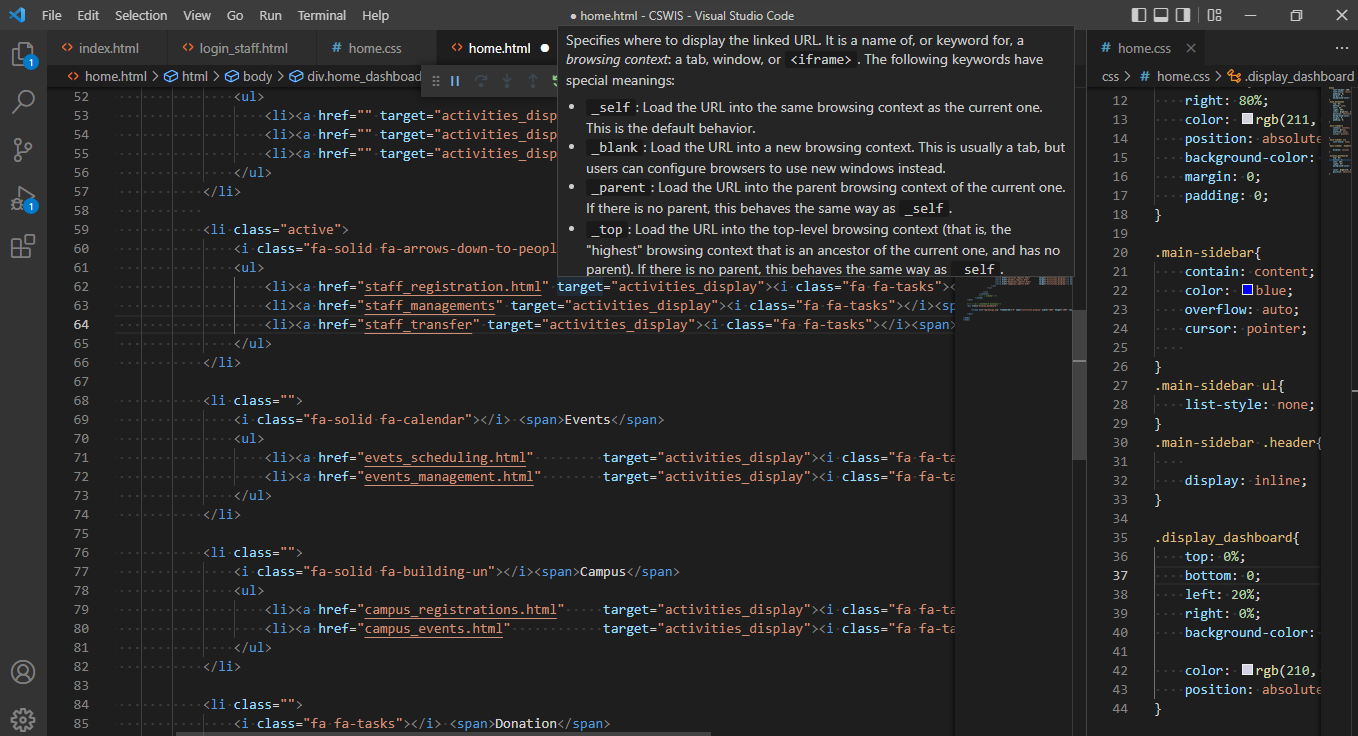 File Edit Selection View Go Run Terminal Help
● home.html - CSWIS - Visual Studio Code
index.html login_staff.html home.css home.html ● home.css
home.html > html > body > div.home_dashboard
css > home.css > .display_dashboard
1
1
Specifies where to display the linked URL. It is a name of, or keyword for, a
browsing context: a tab, window, or <iframe>. The following keywords have
special meanings:
• _self: Load the URL into the same browsing context as the current one.
This is the default behavior.
• _blank: Load the URL into a new browsing context. This is usually a tab, but
users can configure browsers to use new windows instead.
• _parent: Load the URL into the parent browsing context of the current one.
If there is no parent, this behaves the same way as _self.
• _top: Load the URL into the top-level browsing context (that is, the
"highest" browsing context that is an ancestor of the current one, and has no
parent). If there is no parent, this behaves the same way as _self.
52 <ul>
53 <li><a href="" target="activities_disp
54 <li><a href="" target="activities_disp
55 <li><a href="" target="activities_disp
56 </ul>
57 </li>
58
59 <li class="active">
60 <i class="fa-solid fa-arrows-down-to-peopl
61 <ul>
62 <li><a href="staff_registration.html" target="activities_display"><i class="fa fa-tasks"><
63 <li><a href="staff_managements" target="activities_display"><i class="fa fa-tasks"></i><sp
64 <li><a href="staff_transfer" target="activities_display"><i class="fa fa-tasks"></i><span>
65 </ul>
66 </li>
67
68 <li class="">
69 <i class="fa-solid fa-calendar"></i> <span>Events</span>
70 <ul>
71 <li><a href="evets_scheduling.html" target="activities_display"><i class="fa fa-ta
72 <li><a href="events_management.html" target="activities_display"><i class="fa fa-ta
73 </ul>
74 </li>
75
76 <li class="">
77 <i class="fa-solid fa-building-un"></i><span>Campus</span>
78 <ul>
79 <li><a href="campus_registrations.html" target="activities_display"><i class="fa fa-ta
80 <li><a href="campus_events.html" target="activities_display"><i class="fa fa-ta
81 </ul>
82 </li>
83
84 <li class="">
85 <i class="fa fa-tasks"></i> <span>Donation</span>
12 right: 80%;
13 color: rgb(211,
14 position: absolute
15 background-color:
16 margin: 0;
17 padding: 0;
18 }
19
20 .main-sidebar{
21 contain: content;
22 color: blue;
23 overflow: auto;
24 cursor: pointer;
25
26 }
27 .main-sidebar ul{
28 list-style: none;
29 }
30 .main-sidebar .header{
31
32 display: inline;
33 }
34
35 .display_dashboard{
36 top: 0%;
37 bottom: 0;
38 left: 20%;
39 right: 0%;
40 background-color:
41
42 color: rgb(210,
43 position: absolute
44 }